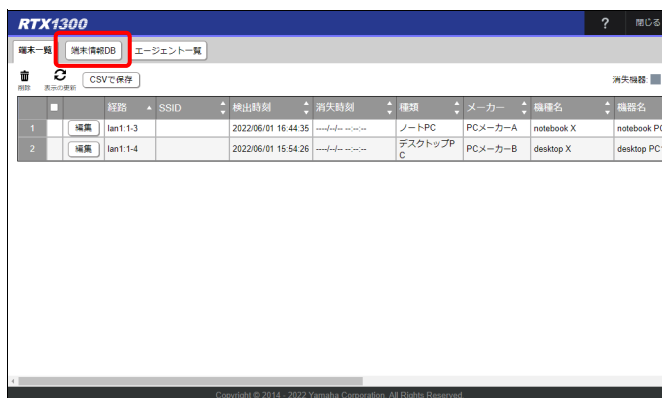 RTX1300 ? 閉じる
端末一覧 端末情報DB エージェント一覧
削除 表示の更新 CSVで保存 消失機器:
経路 SSID 検出時刻 消失時刻 種類 メーカー 機種名 機器名
1 編集 lan1:1-3 2022/06/01 16:44:35 ----/--/-- --:--:-- ノートPC PCメーカーA notebook X notebook PC
2 編集 lan1:1-4 2022/06/01 15:54:26 ----/--/-- --:--:-- デスクトップP
C PCメーカーB desktop X desktop PC
Copyright © 2014 - 2022 Yamaha Corporation. All Rights Reserved.